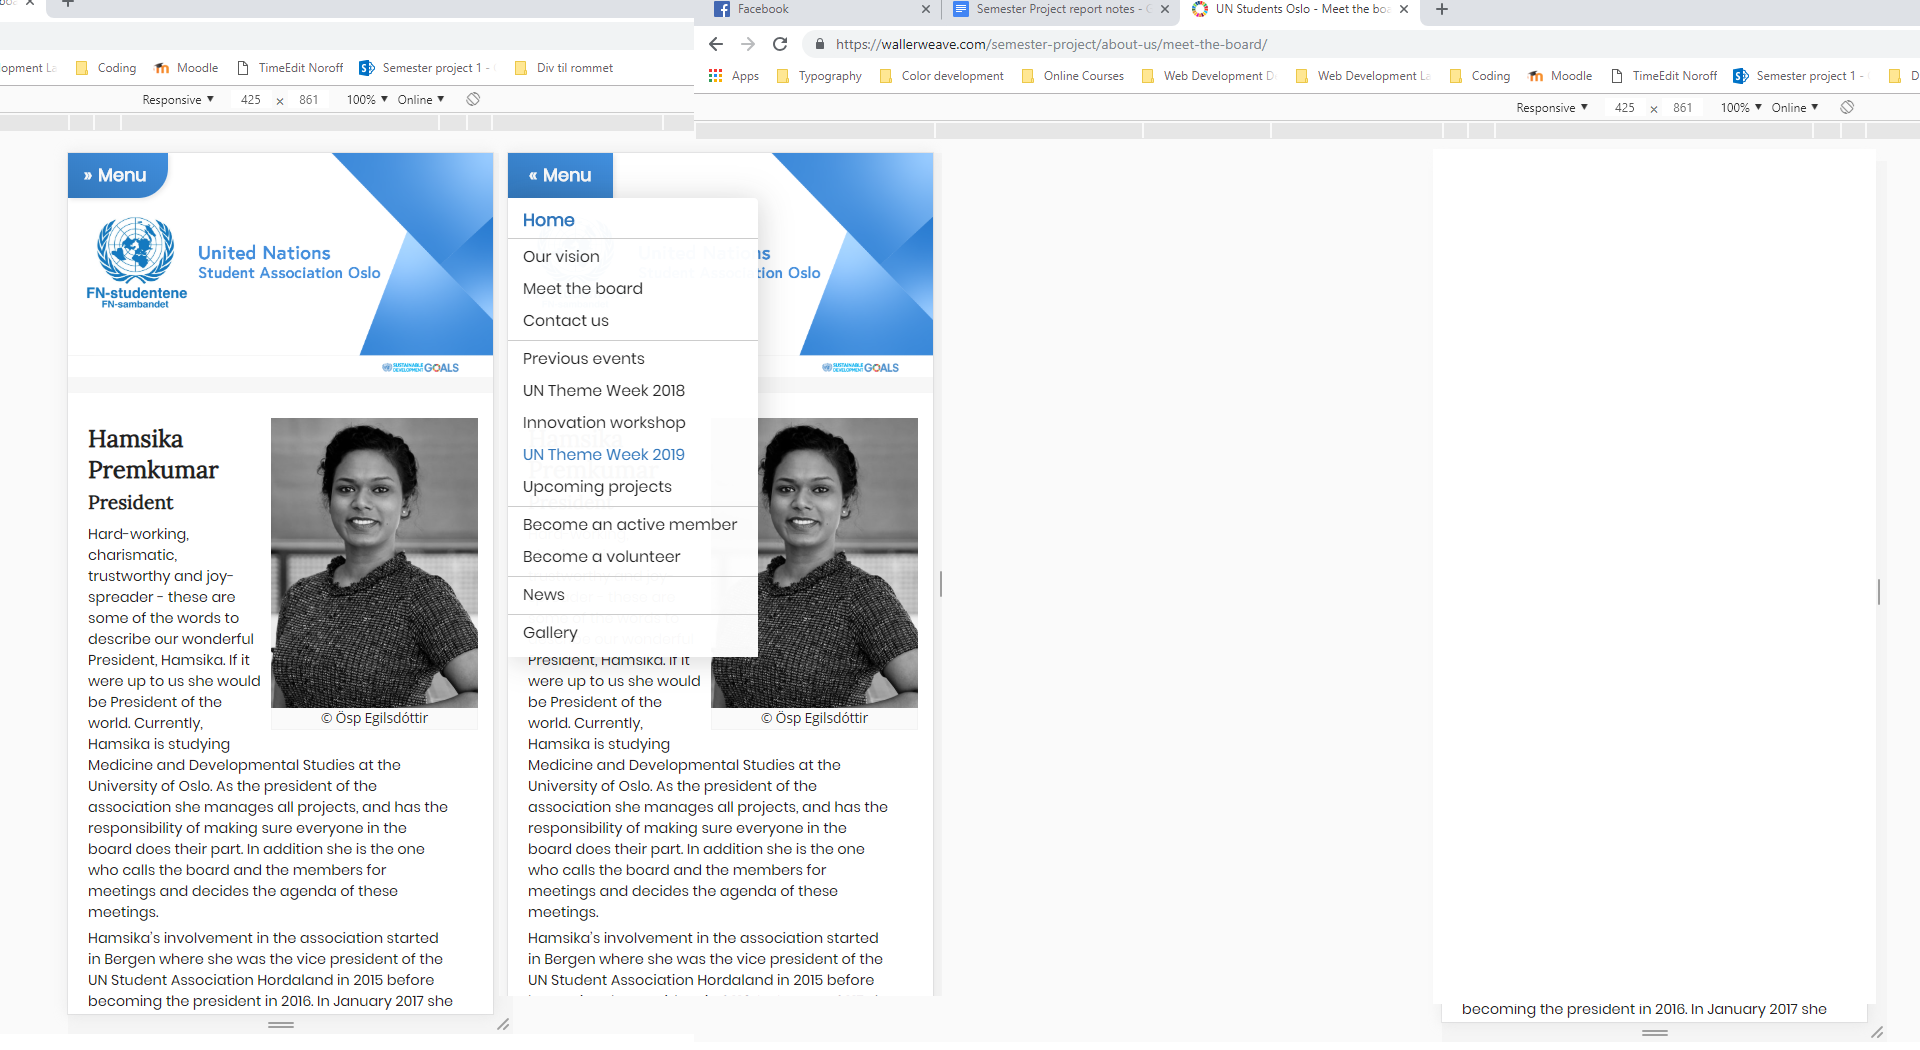 Facebook
Semester Project report notes -
UN Students Oslo - Meet the boa
https://wallerweave.com/semester-project/about-us/meet-the-board/
Coding
Moodle
TimeEdit Noroff
Semester project 1 -
Div til rommet
Apps
Typography
Color development
Online Courses
Web Development
Web Development La
Coding
Moodle
TimeEdit Noroff
Semester project 1 -
D
Responsive ▼ 425 × 861 100% ▼ Online ▼
Responsive ▼ 425 × 861 100% ▼ Online ▼
» Menu
FN-studentene
FN-sambandet
United Nations
Student Association Oslo
SUSTAINABLE DEVELOPMENT GOALS
Hamsika
Premkumar
President
Hard-working,
charismatic,
trustworthy and joy-
spreader - these are
some of the words to
describe our wonderful
President, Hamsika. If it
were up to us she would
be President of the
world. Currently,
Hamsika is studying
Medicine and Developmental Studies at the
University of Oslo. As the president of the
association she manages all projects, and has the
responsibility of making sure everyone in the
board does their part. In addition she is the one
who calls the board and the members for
meetings and decides the agenda of these
meetings.
Hamsika's involvement in the association started
in Bergen where she was the vice president of the
UN Student Association Hordaland in 2015 before
becoming the president in 2016. In January 2017 she
© Ösp Egilsdóttir
« Menu
Home
Our vision
Meet the board
Contact us
Previous events
UN Theme Week 2018
Innovation workshop
UN Theme Week 2019
Upcoming projects
Become an active member
Become a volunteer
News
Gallery
SUSTAINABLE DEVELOPMENT GOALS
President, Hamsika. If it
were up to us she would
be President of the
world. Currently,
Hamsika is studying
Medicine and Developmental Studies at the
University of Oslo. As the president of the
association she manages all projects, and has the
responsibility of making sure everyone in the
board does their part. In addition she is the one
who calls the board and the members for
meetings and decides the agenda of these
meetings.
Hamsika's involvement in the association started
in Bergen where she was the vice president of the
UN Student Association Hordaland in 2015 before
© Ösp Egilsdóttir
becoming the president in 2016. In January 2017 she